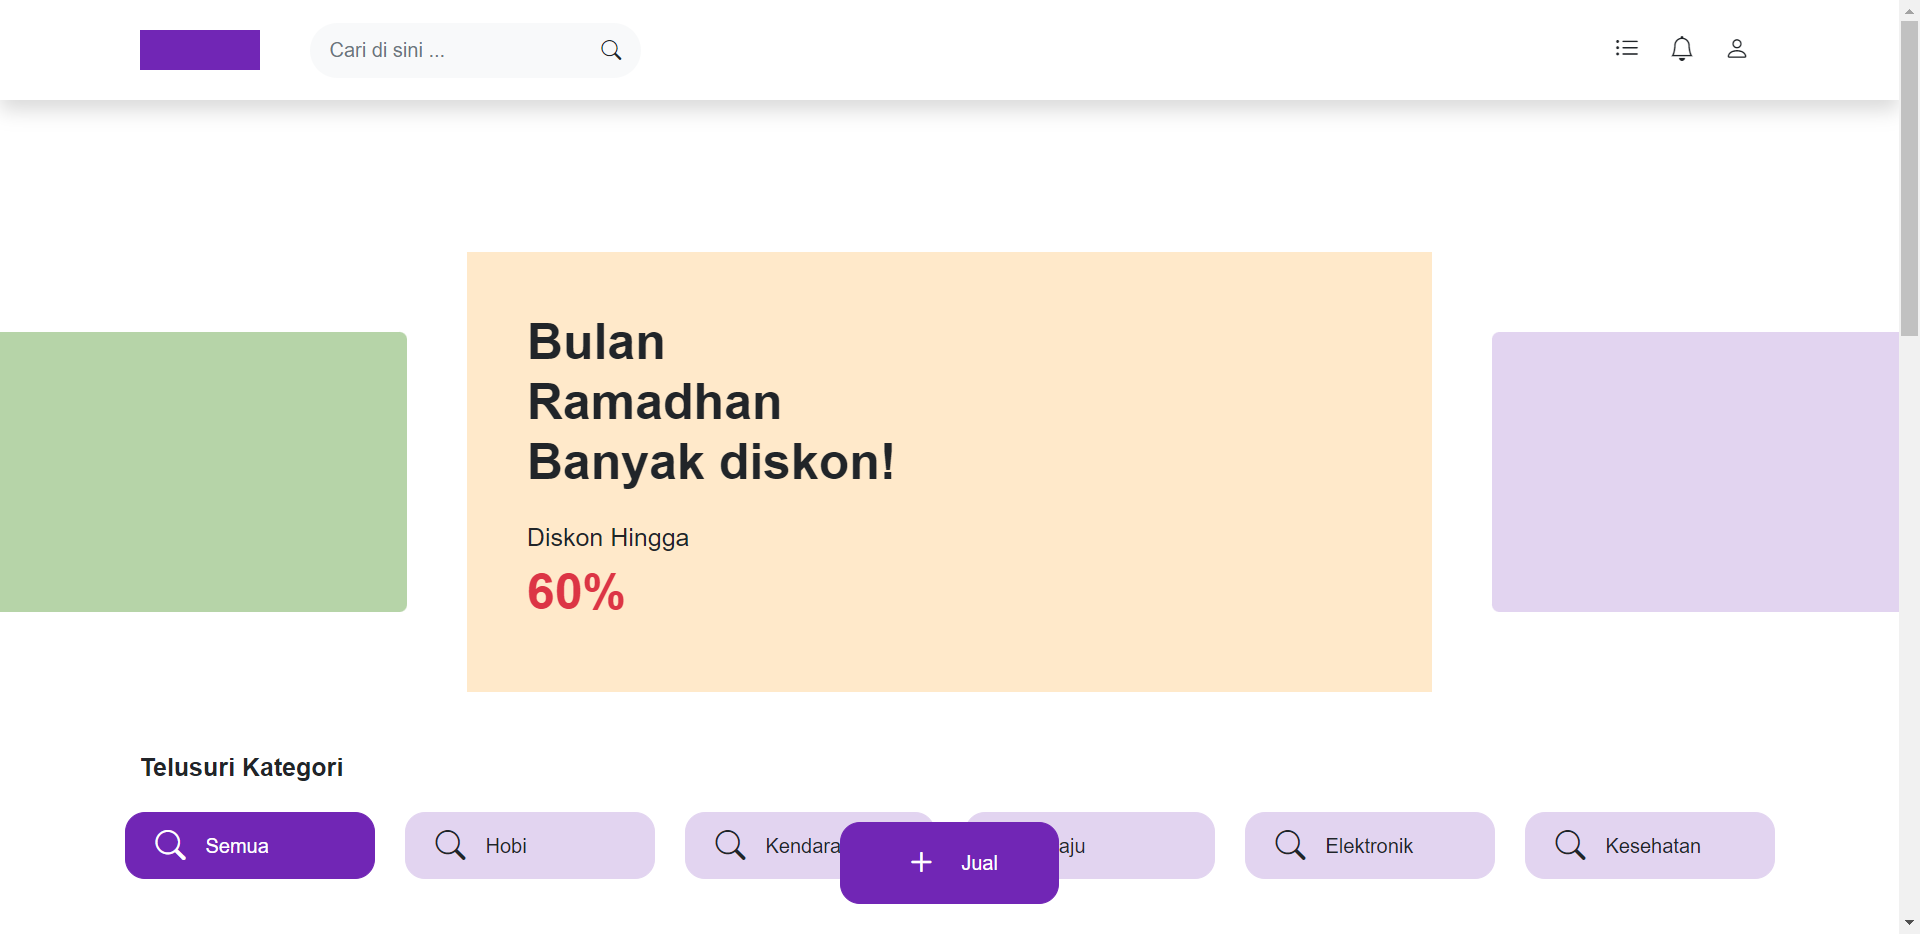 Cari di sini ...
Bulan
Ramadhan
Banyak diskon!
Diskon Hingga
60%
Telusuri Kategori
Semua
Hobi
Kendara
aju
Elektronik
Kesehatan
Jual